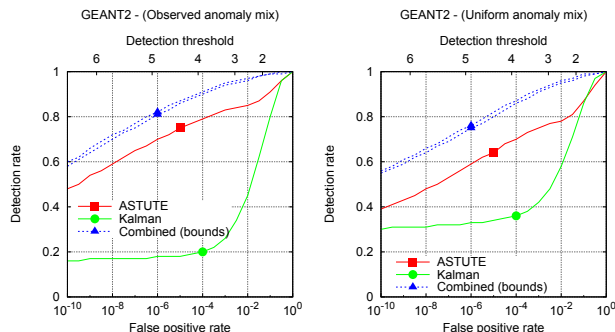 GEANT2 - (Observed anomaly mix)
Detection threshold
6 5 4 3 2
1
0.8
0.6
0.4
0.2
0
Detection rate
ASTUTE
Kalman
Combined (bounds)
10^-10 10^-8 10^-6 10^-4 10^-2 10^0
False positive rate
GEANT2 - (Uniform anomaly mix)
Detection threshold
6 5 4 3 2
1
0.8
0.6
0.4
0.2
0
Detection rate
ASTUTE
Kalman
Combined (bounds)
10^-10 10^-8 10^-6 10^-4 10^-2 10^0
False positive rate